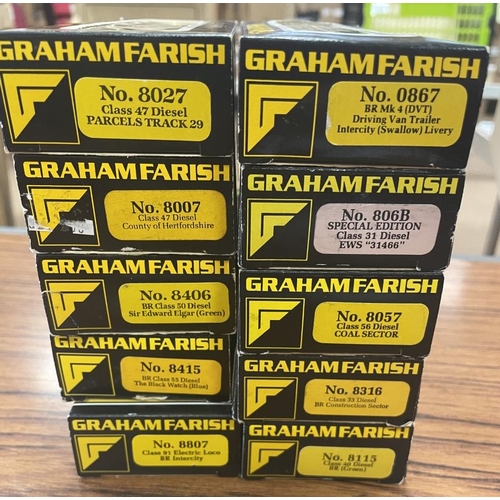 GRAHAM FARISH
No. 8027
Class 47 Diesel
PARCELS TRACK 29
GRAHAM FARISH
No. 8007
Class 47 Diesel
County of Hertfordshire
GRAHAM FARISH
No. 8406
BR Class 50 Diesel
Sir Edward Elgar (Green)
GRAHAM FARISH
No. 8415
BR Class 55 Diesel
The Black Watch (Blue)
GRAHAM FARISH
No. 8807
Class 91 Electric Loco
BR Intercity
GRAHAM FARISH
No. 0867
BR Mk 4 (DVT)
Driving Van Trailer
Intercity (Swallow) Livery
GRAHAM FARISH
No. 806B
SPECIAL EDITION
Class 31 Diesel
EWS "31466"
GRAHAM FARISH
No. 8057
Class 56 Diesel
COAL SECTOR
GRAHAM FARISH
No. 8316
Class 33 Diesel
BR Construction Sector
GRAHAM FARISH
No. 8115
Class 40 Diesel
BR (Green)